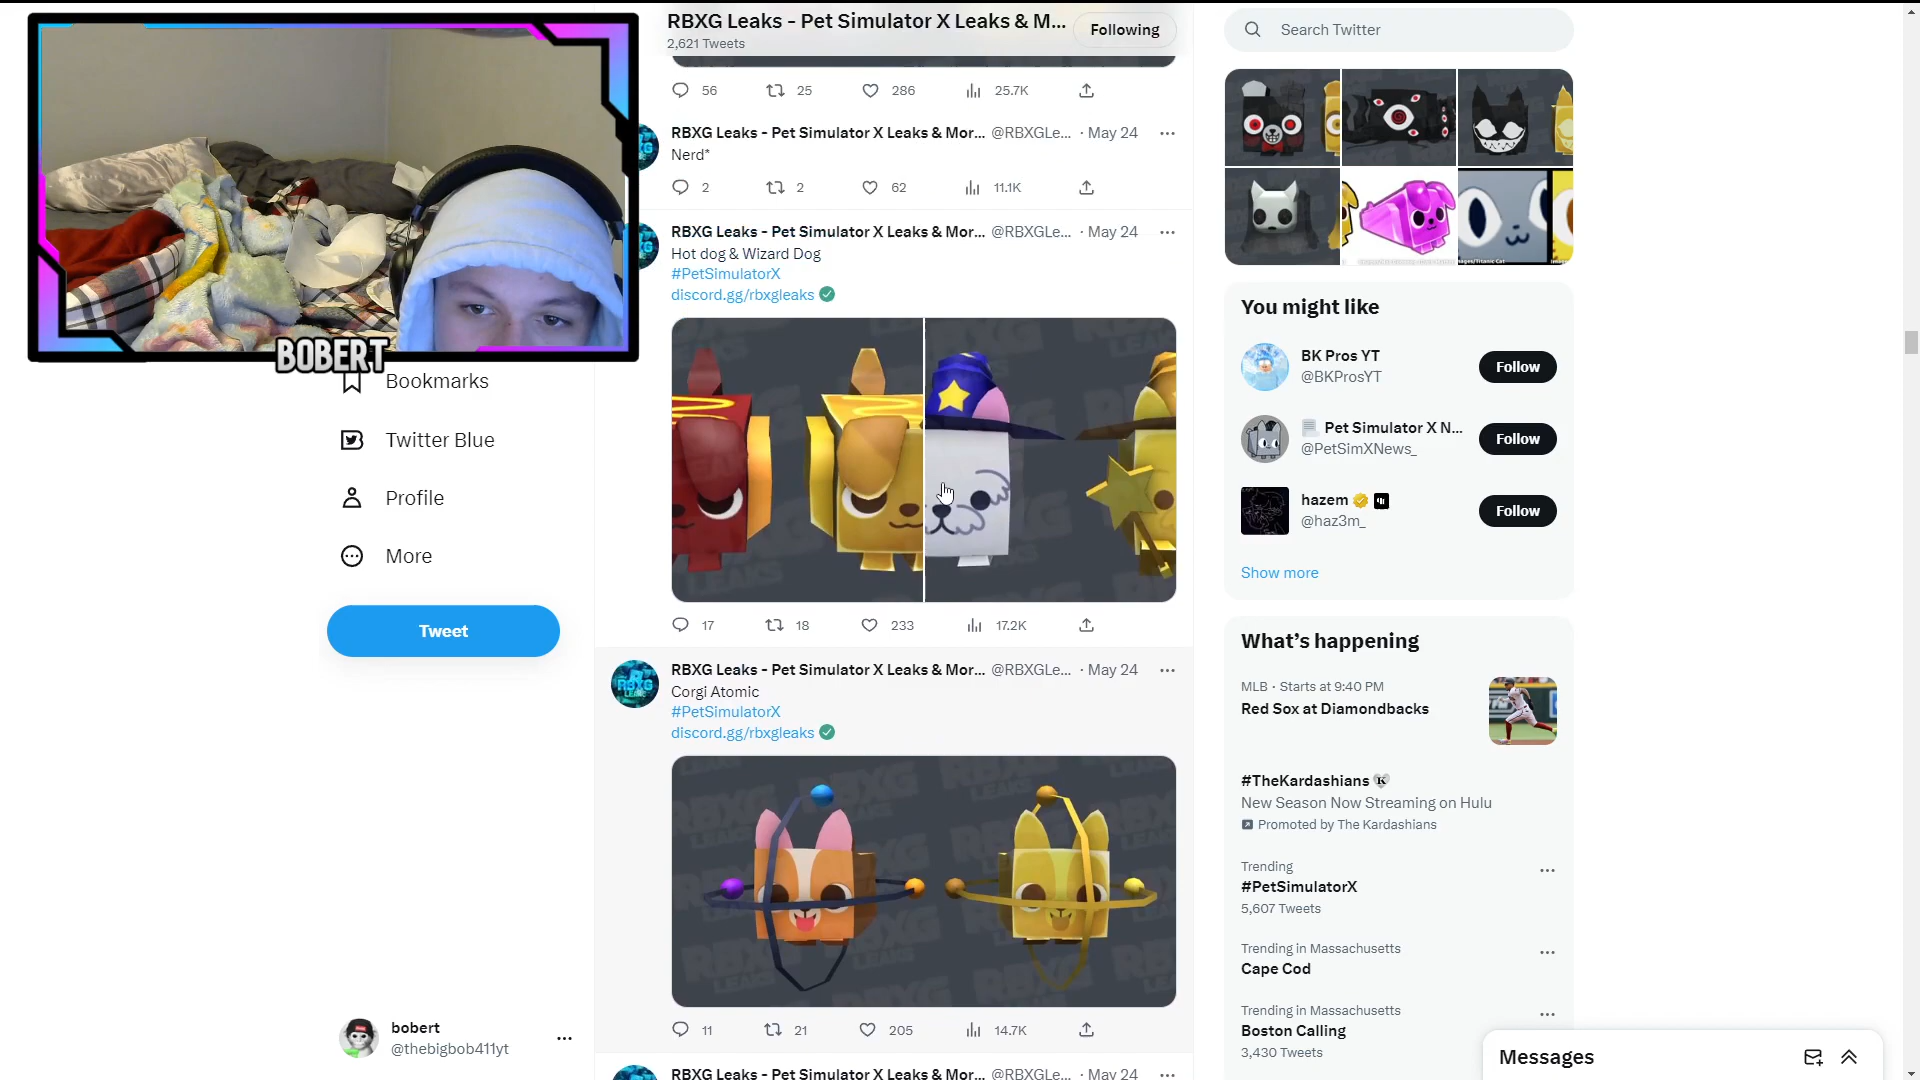 BOBERT
Bookmarks
Twitter Blue
Profile
More
Tweet
bobert
@thebigbob411yt
RBXG Leaks - Pet Simulator X Leaks & M...
2,621 Tweets
Following
56 25 286 25.7K
RBXG Leaks - Pet Simulator X Leaks & Mor... @RBXGLe... · May 24
Nerd*
2 2 62 11.1K
RBXG Leaks - Pet Simulator X Leaks & Mor... @RBXGLe... · May 24
Hot dog & Wizard Dog
#PetSimulatorX
discord.gg/rbxgleaks
17 18 233 17.2K
RBXG Leaks - Pet Simulator X Leaks & Mor... @RBXGLe... · May 24
Corgi Atomic
#PetSimulatorX
discord.gg/rbxgleaks
11 21 205 14.7K
RBXG Leaks - Pet Simulator X Leaks & Mor... @RBXGLe... · May 24
Search Twitter
You might like
BK Pros YT
@BKProsYT
Follow
Pet Simulator X N...
@PetSimXNews_
Follow
hazem
@haz3m_
Follow
Show more
What's happening
MLB · Starts at 9:40 PM
Red Sox at Diamondbacks
#TheKardashians
New Season Now Streaming on Hulu
Promoted by The Kardashians
Trending
#PetSimulatorX
5,607 Tweets
Trending in Massachusetts
Cape Cod
Trending in Massachusetts
Boston Calling
3,430 Tweets
Messages